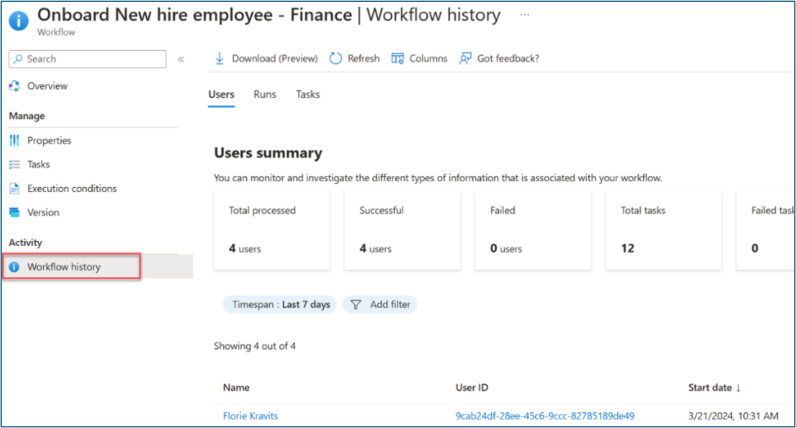 Onboard New hire employee - Finance | Workflow history ...
Workflow
Search «
Overview
Manage
Properties
Tasks
Execution conditions
Version
Activity
Workflow history
Download (Preview) Refresh Columns Got feedback?
Users Runs Tasks
Users summary
You can monitor and investigate the different types of information that is associated with your workflow.
Total processed Successful Failed Total tasks Failed task
4 users 4 users 0 users 12 0
Timespan : Last 7 days Add filter
Showing 4 out of 4
Name User ID Start date ↓
Florie Kravits 9cab24df-28ee-45c6-9ccc-82785189de49 3/21/2024, 10:31 AM